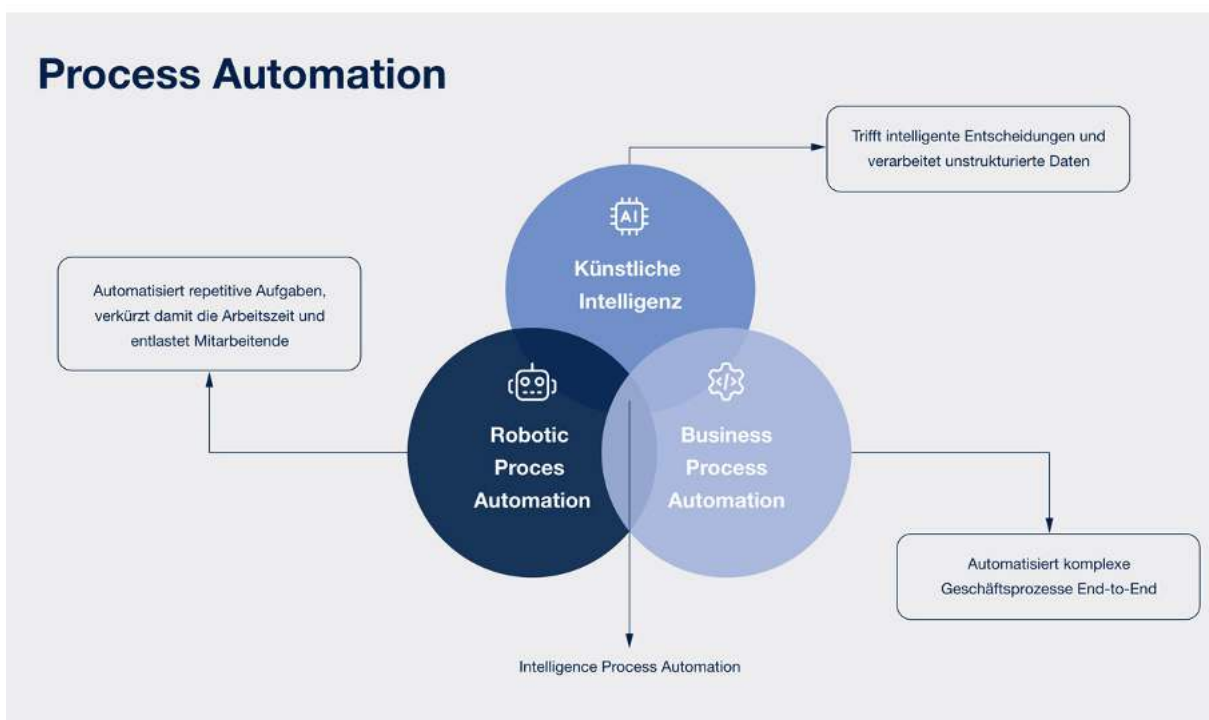 Process Automation
Trifft intelligente Entscheidungen und
verarbeitet unstrukturierte Daten
AI
Künstliche
Intelligenz
Automatisiert repetitive Aufgaben,
verkürzt damit die Arbeitszeit und
entlastet Mitarbeitende
Robotic
Proces
Automation
Business
Process
Automation
Automatisiert komplexe
Geschäftsprozesse End-to-End
Intelligence Process Automation